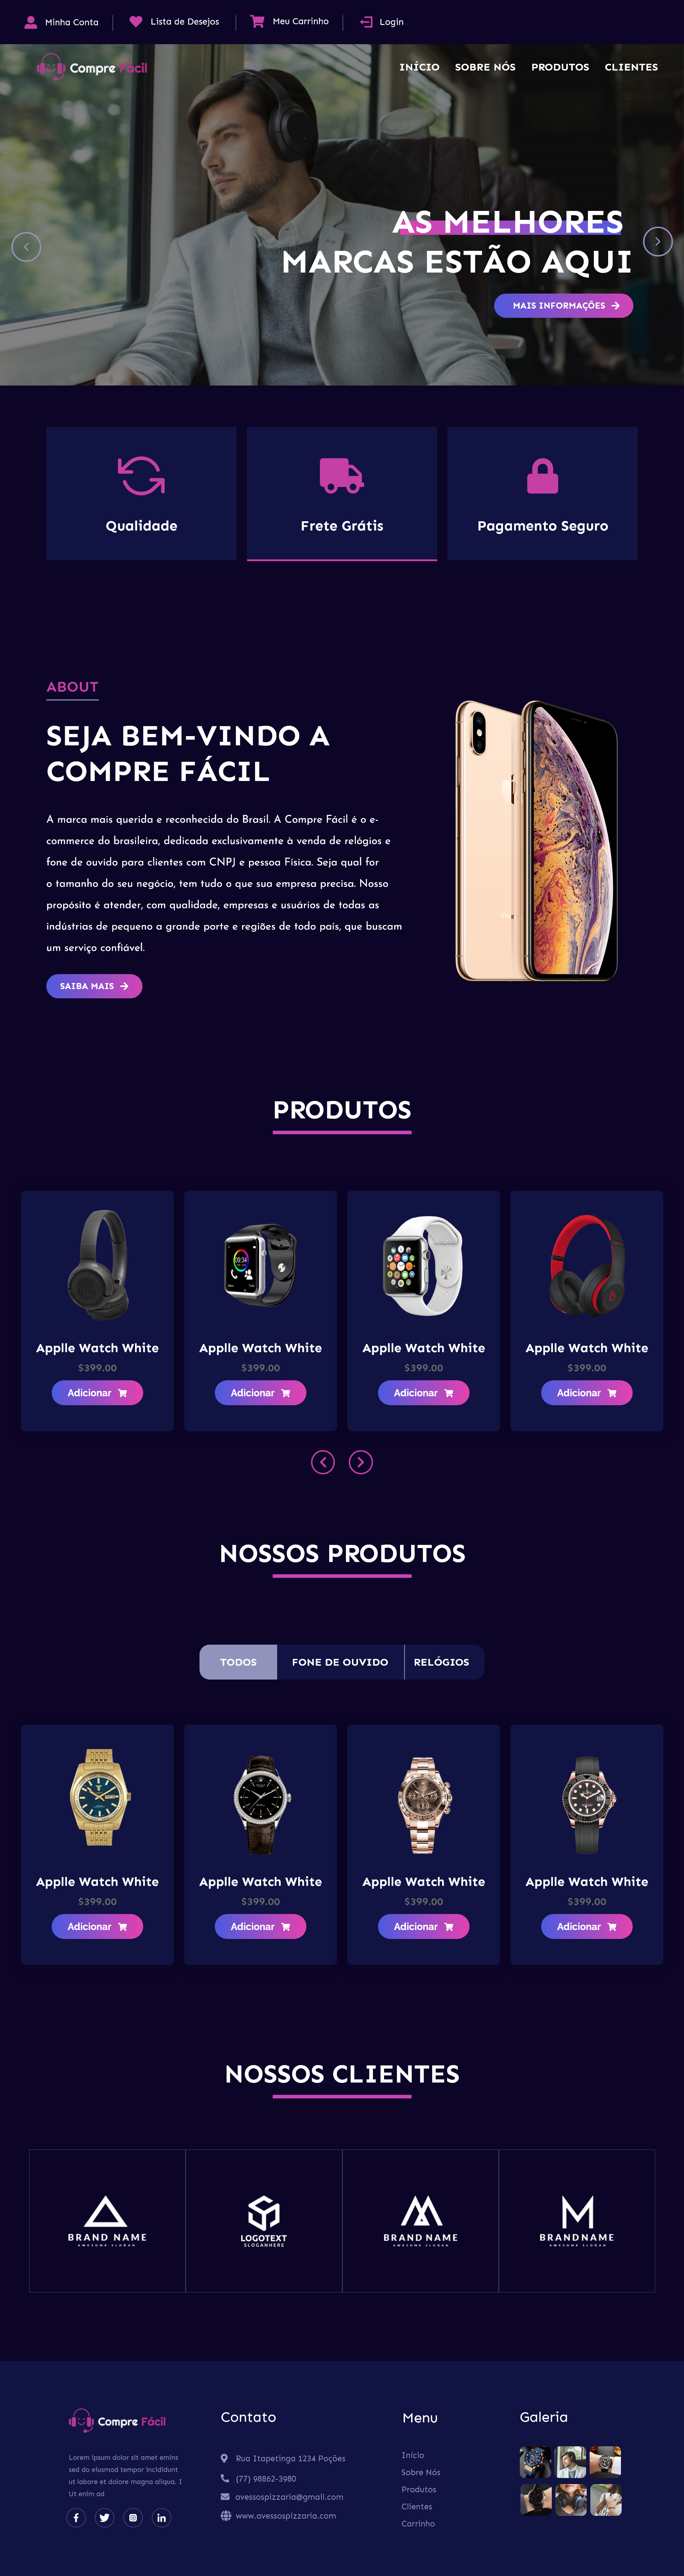 Minha Conta
Lista de Desejos
Meu Carrinho
Login
Compre Fácil
INÍCIO
SOBRE NÓS
PRODUTOS
CLIENTES
AS MELHORES
MARCAS ESTÃO AQUI
MAIS INFORMAÇÕES
Qualidade
Frete Grátis
Pagamento Seguro
ABOUT
SEJA BEM-VINDO A
COMPRE FÁCIL
A marca mais querida e reconhecida do Brasil. A Compre Fácil é o e-
commerce do brasileira, dedicada exclusivamente à venda de relógios e
fone de ouvido para clientes com CNPJ e pessoa Física. Seja qual for
o tamanho do seu negócio, tem tudo o que sua empresa precisa. Nosso
propósito é atender, com qualidade, empresas e usuários de todas as
indústrias de pequeno a grande porte e regiões de todo país, que buscam
um serviço confiável.
SAIBA MAIS
PRODUTOS
Applle Watch White
$399.00
Adicionar
Applle Watch White
$399.00
Adicionar
Applle Watch White
$399.00
Adicionar
Applle Watch White
$399.00
Adicionar
NOSSOS PRODUTOS
TODOS
FONE DE OUVIDO
RELÓGIOS
Applle Watch White
$399.00
Adicionar
Applle Watch White
$399.00
Adicionar
Applle Watch White
$399.00
Adicionar
Applle Watch White
$399.00
Adicionar
NOSSOS CLIENTES
BRAND NAME
AWESOME SLOGAN
LOGOTEXT
SLOGANHERE
BRAND NAME
AWESOME SLOGAN
BRANDNAME
AWESOME SLOGAN
Compre Fácil
Lorem ipsum dolor sit amet emins
sed do eiusmod tempor incididunt
ut labore et dolore magna aliqua. I
Ut enim ad
Contato
Rua Itapetinga 1234 Poções
(77) 98862-3980
avessospizzaria@gmail.com
www.avessospizzaria.com
Menu
Início
Sobre Nós
Produtos
Clientes
Carrinho
Galeria